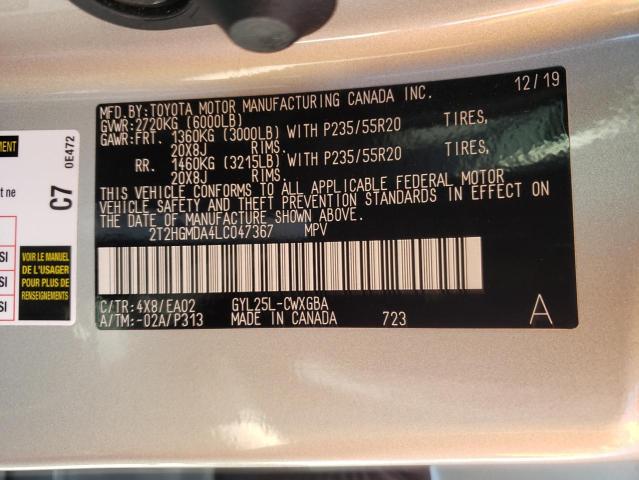 MFD.BY:TOYOTA MOTOR MANUFACTURING CANADA INC. 12/19
GVWR:2720KG (6000LB)
GAWR:FRT. 1360KG (3000LB) WITH P235/55R20 TIRES,
20X8J RIMS.
RR. 1460KG (3215LB) WITH P235/55R20 TIRES,
20X8J RIMS.
THIS VEHICLE CONFORMS TO ALL APPLICABLE FEDERAL MOTOR
VEHICLE SAFETY AND THEFT PREVENTION STANDARDS IN EFFECT ON
THE DATE OF MANUFACTURE SHOWN ABOVE.
2T2HGMDA4LC047367 MPV
C/TR:4X8/EA02 GYL25L-CWXGBA
A/TM:-02A/P313 MADE IN CANADA 723 A
C7 0E472
EMENT
t ne
SI
SI
SI
VOIR LE MANUEL
DE L'USAGER
POUR PLUS DE
RENSEIGNEMENTS